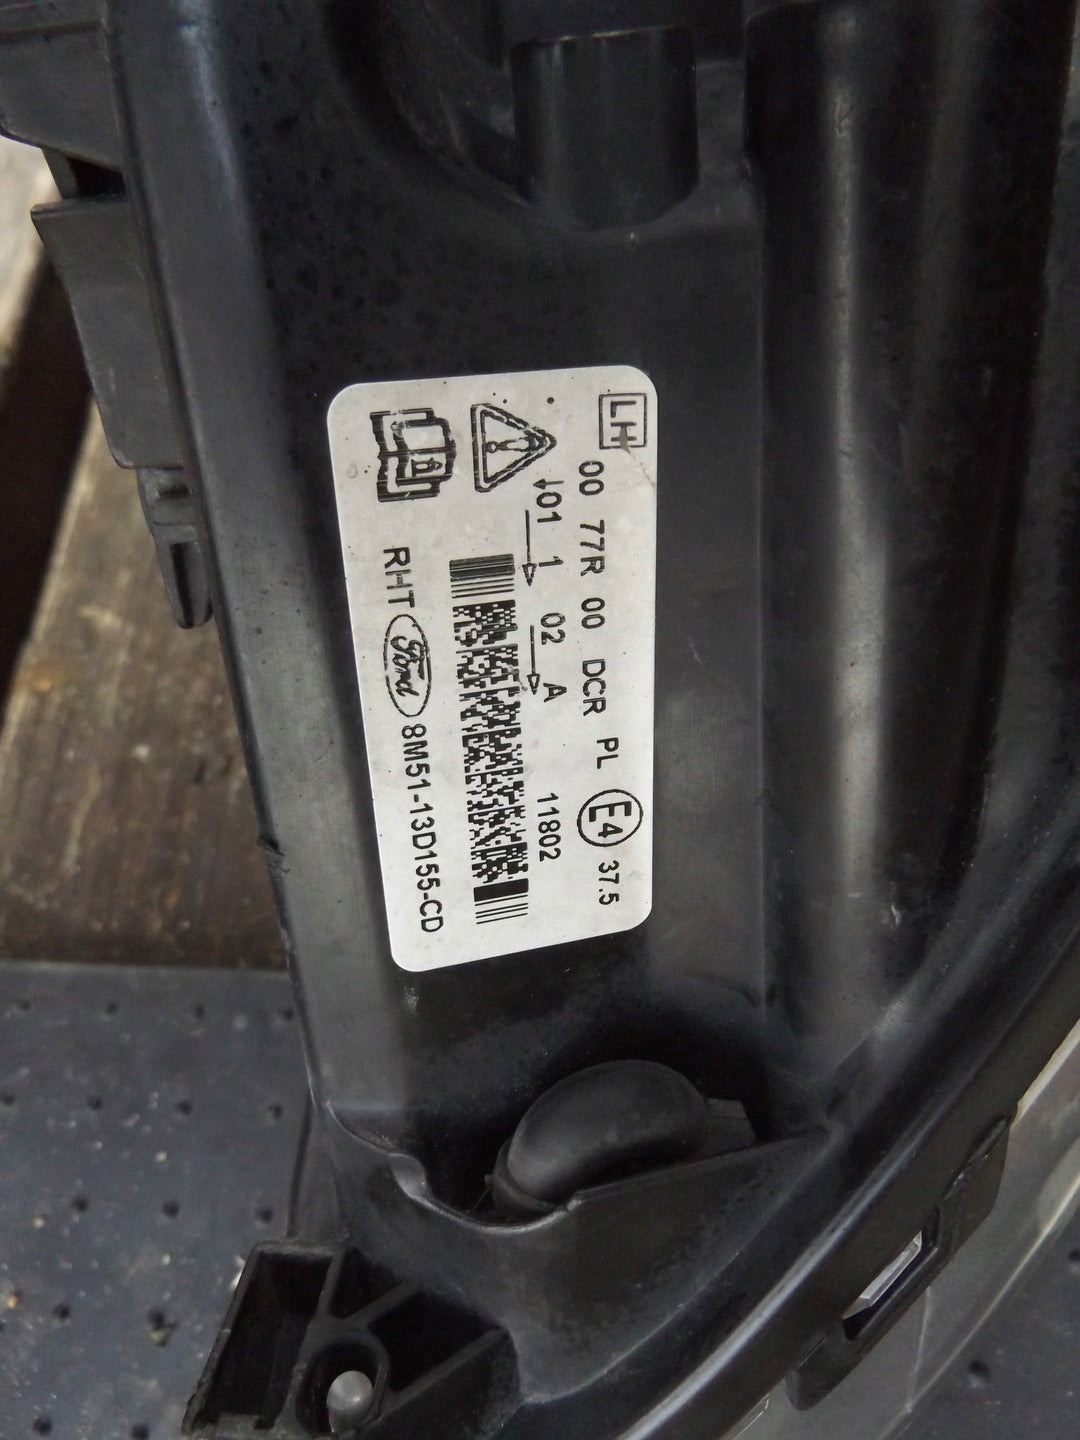 LH
00 77R 00 DCR PL E4 37.5
01 1 02 A 11802
RHT Ford 8M51-13D155-CD